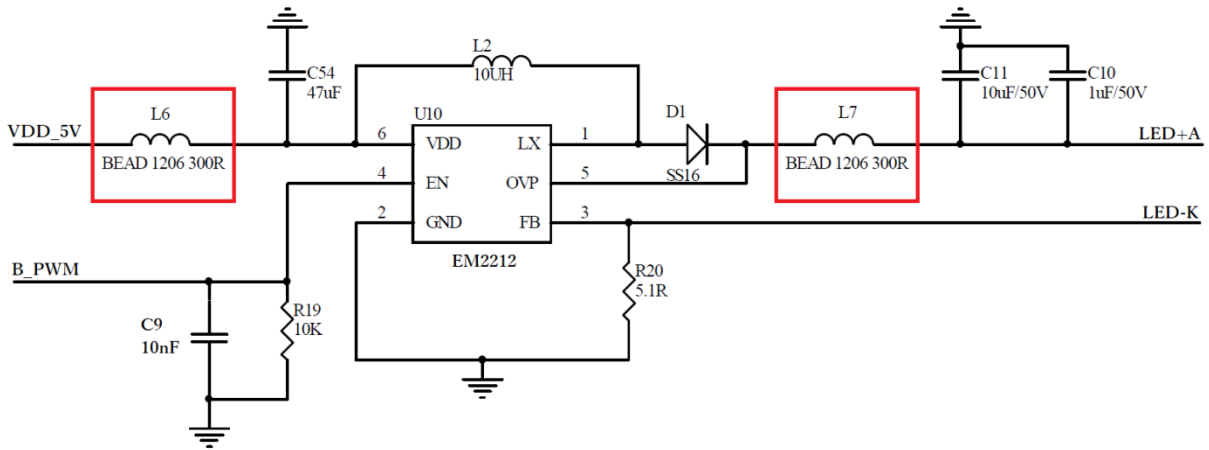 C54
47uF
L2
10UH
C11
10uF/50V
C10
1uF/50V
L6
VDD_5V
BEAD 1206 300R
U10
6
VDD
LX
1
D1
SS16
L7
BEAD 1206 300R
LED+A
4
EN
OVP
5
2
GND
FB
3
LED-K
EM2212
B_PWM
R20
5.1R
C9
10nF
R19
10K